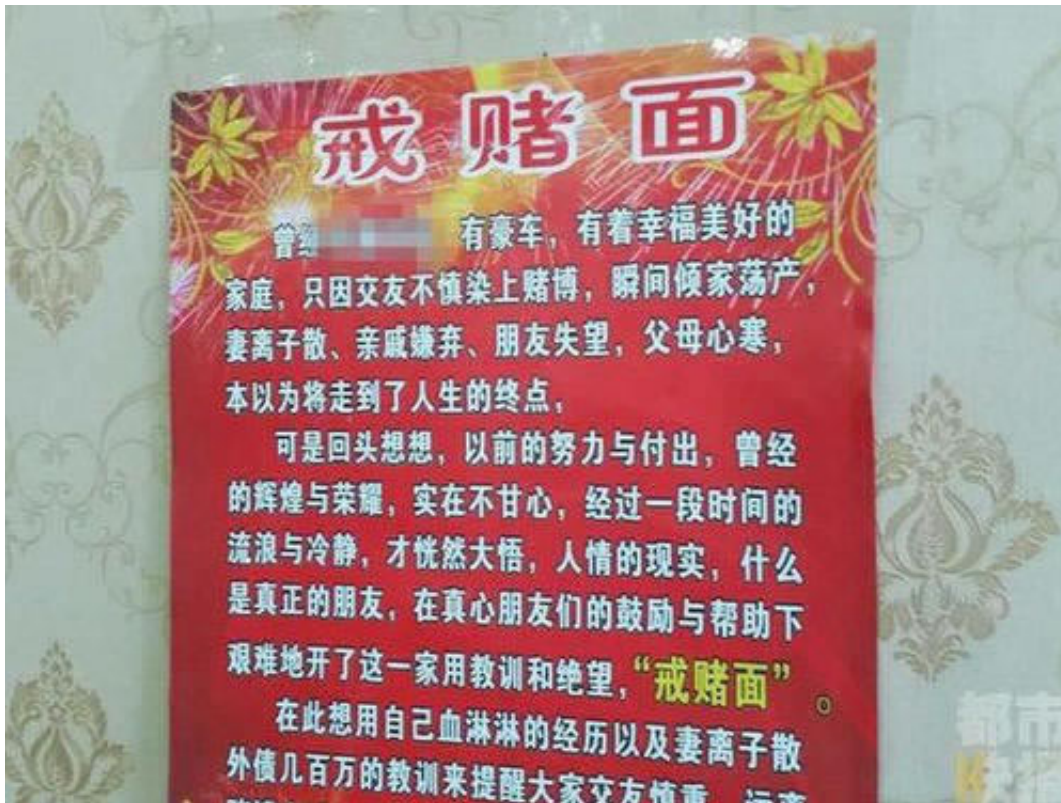 戒赌面
曾经 有豪车，有着幸福美好的
家庭，只因交友不慎染上赌博，瞬间倾家荡产，
妻离子散、亲戚嫌弃、朋友失望，父母心寒，
本以为将走到了人生的终点，
可是回头想想，以前的努力与付出，曾经
的辉煌与荣耀，实在不甘心，经过一段时间的
流浪与冷静，才恍然大悟，人情的现实，什么
是真正的朋友，在真心朋友们的鼓励与帮助下
艰难地开了这一家用教训和绝望，“戒赌面”。
在此想用自己血淋淋的经历以及妻离子散
外债几百万的教训来提醒大家交友慎重，远离
都市
快报